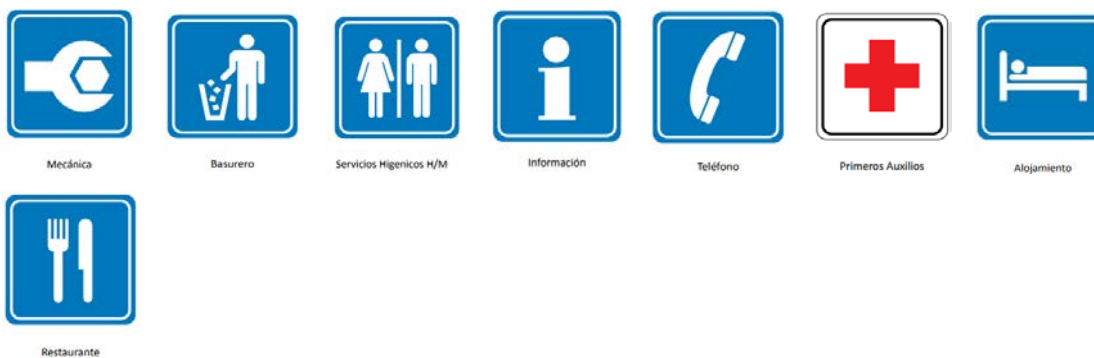 Mecánica
Basurero
Servicios Higenicos H/M
Información
Teléfono
Primeros Auxilios
Alojamiento
Restaurante